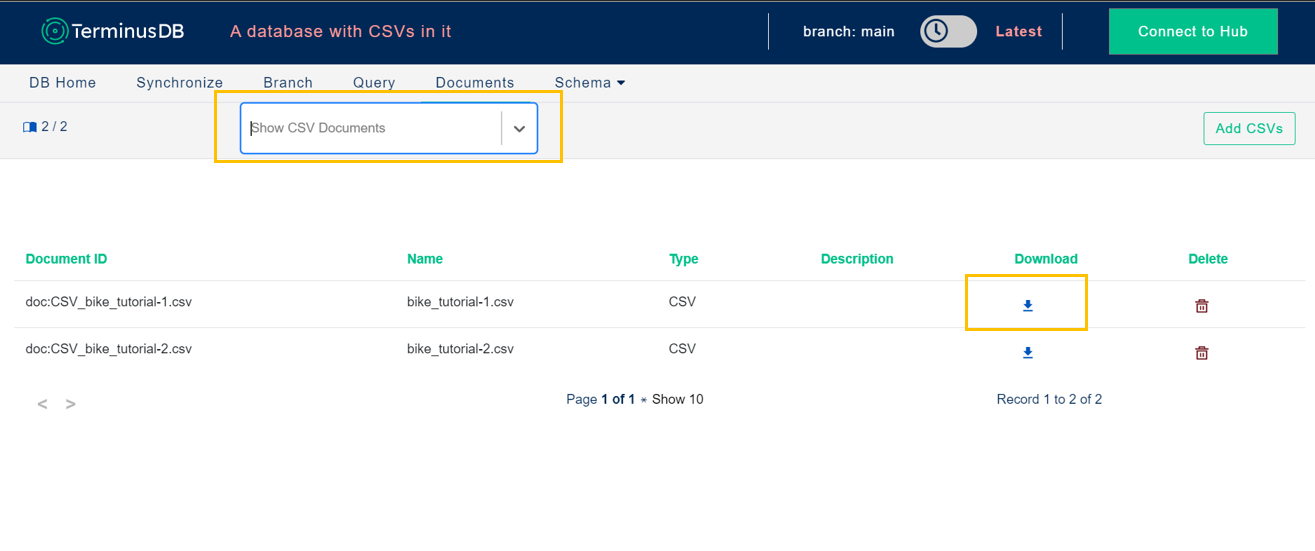 TerminusDB A database with CSVs in it branch: main Latest Connect to Hub
DB Home Synchronize Branch Query Documents Schema
2 / 2 Show CSV Documents Add CSVs
Document ID Name Type Description Download Delete
doc:CSV_bike_tutorial-1.csv bike_tutorial-1.csv CSV
doc:CSV_bike_tutorial-2.csv bike_tutorial-2.csv CSV
< > Page 1 of 1 * Show 10 Record 1 to 2 of 2